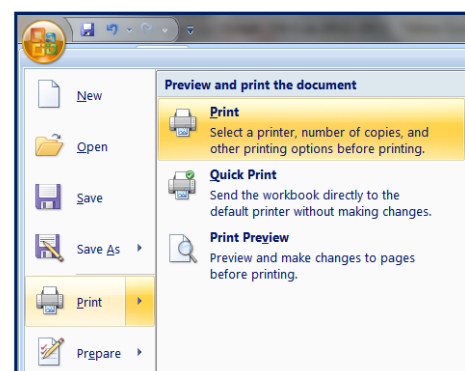 New
Open
Save
Save As
Print
Prepare
Preview and print the document
Print
Select a printer, number of copies, and
other printing options before printing.
Quick Print
Send the workbook directly to the
default printer without making changes.
Print Preview
Preview and make changes to pages
before printing.